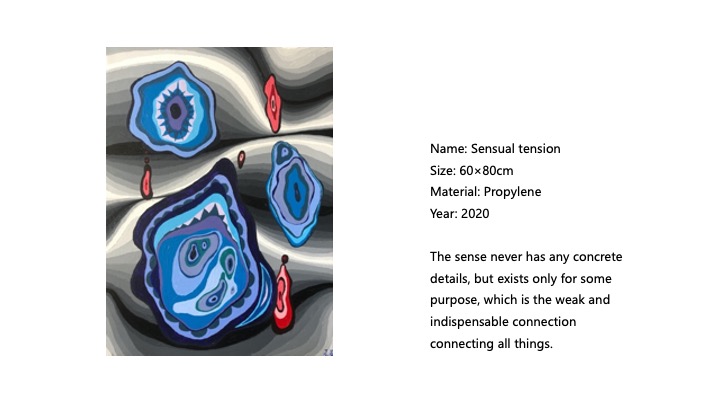 Name: Sensual tension
Size: 60×80cm
Material: Propylene
Year: 2020
The sense never has any concrete
details, but exists only for some
purpose, which is the weak and
indispensable connection
connecting all things.